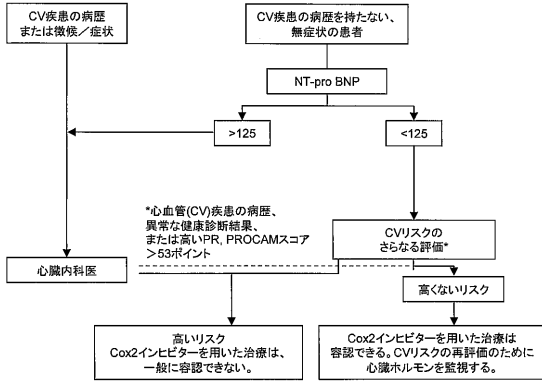 CV疾患の病歴
または徴候／症状
CV疾患の病歴を持たない、
無症状の患者
NT-pro BNP
>125
<125
*心血管(CV)疾患の病歴、
異常な健康診断結果、
または高いPR, PROCAMスコア
＞53ポイント
CVリスクの
さらなる評価*
心臓内科医
高くないリスク
高いリスク
Cox2インヒビターを用いた治療は、
一般に容認できない。
Cox2インヒビターを用いた治療は
容認できる。CVリスクの再評価のために
心臓ホルモンを監視する。